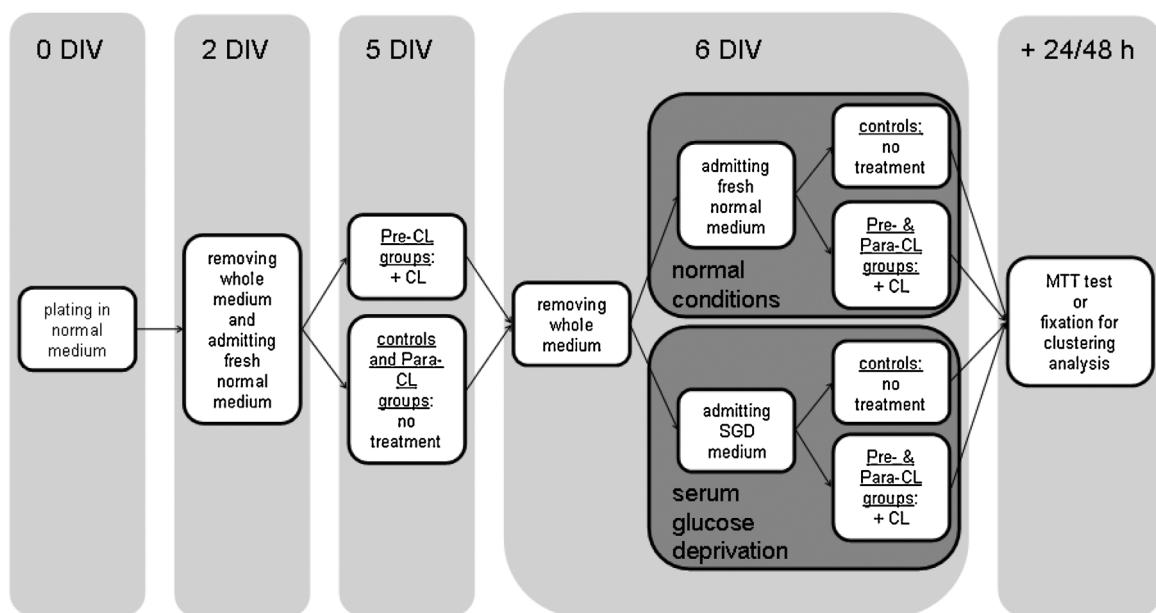 0 DIV
2 DIV
5 DIV
6 DIV
+ 24/48 h
plating in
normal
medium
removing
whole
medium
and
admitting
fresh
normal
medium
Pre-CL
groups:
+ CL
controls
and Para-
CL
groups:
no
treatment
removing
whole
medium
admitting
fresh
normal
medium
controls:
no
treatment
Pre- &
Para-CL
groups:
+ CL
normal
conditions
admitting
SGD
medium
controls:
no
treatment
Pre- &
Para-CL
groups:
+ CL
serum
glucose
deprivation
MTT test
or
fixation for
clustering
analysis